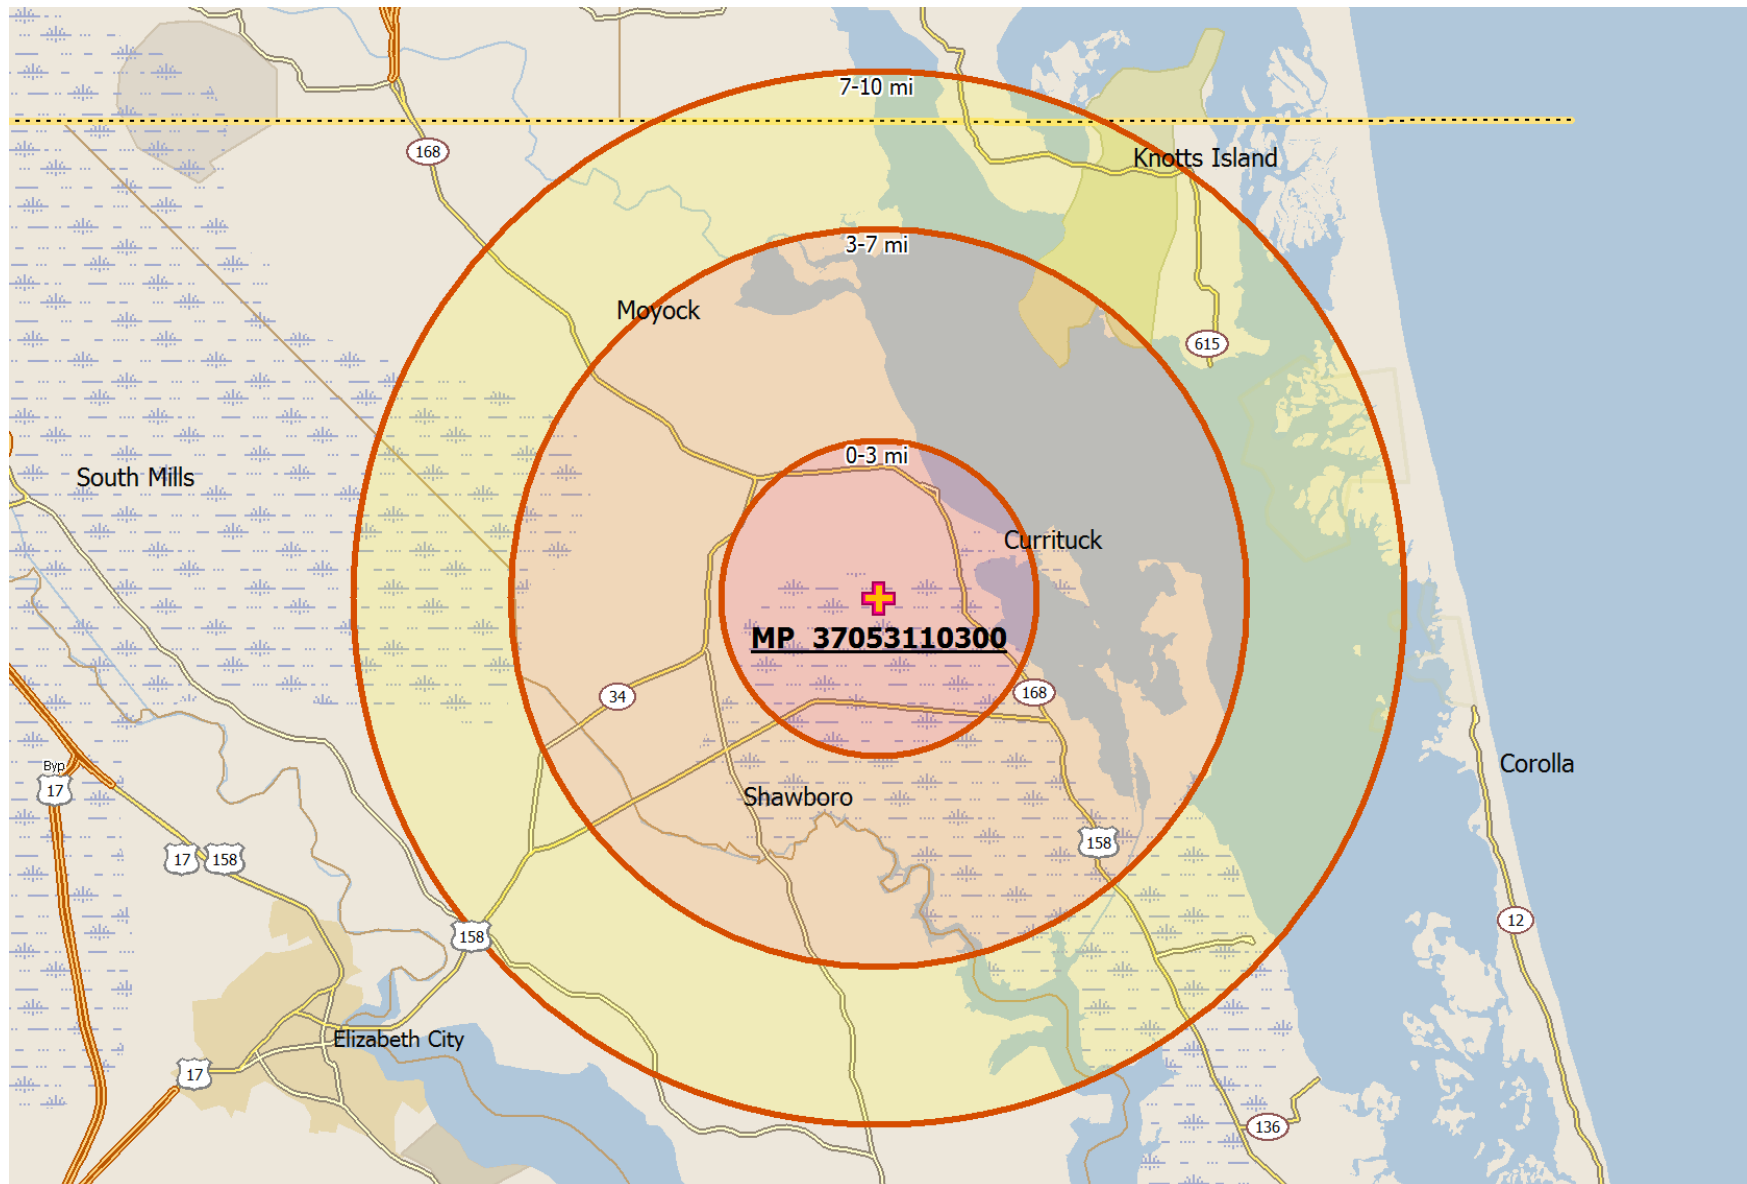 7-10 mi
168
Knotts Island
3-7 mi
Moyock
615
0-3 mi
South Mills
Currituck
MP 37053110300
34
168
Byp
17
Corolla
Shawboro
158
17
158
12
158
Elizabeth City
17
136